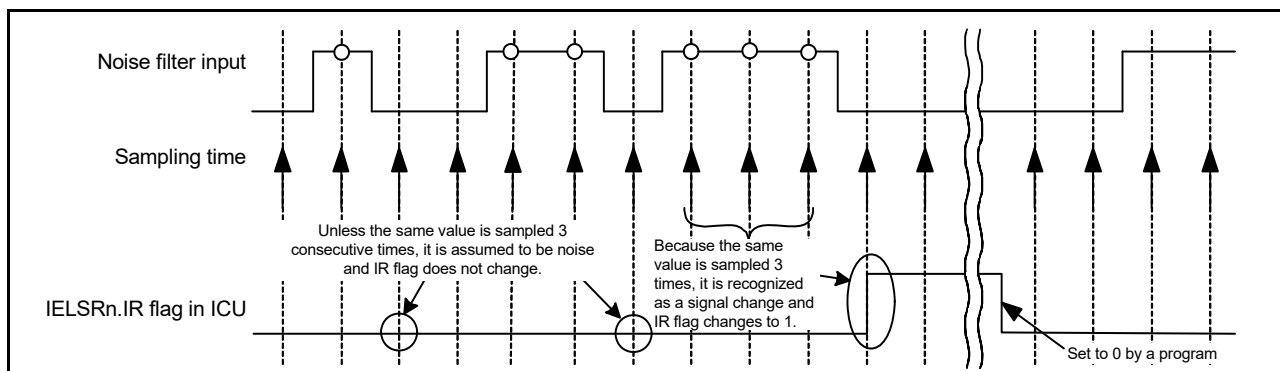 Noise filter input
Sampling time
Unless the same value is sampled 3
consecutive times, it is assumed to be noise
and IR flag does not change.
Because the same
value is sampled 3
times, it is recognized
as a signal change and
IR flag changes to 1.
IELSRn.IR flag in ICU
Set to 0 by a program